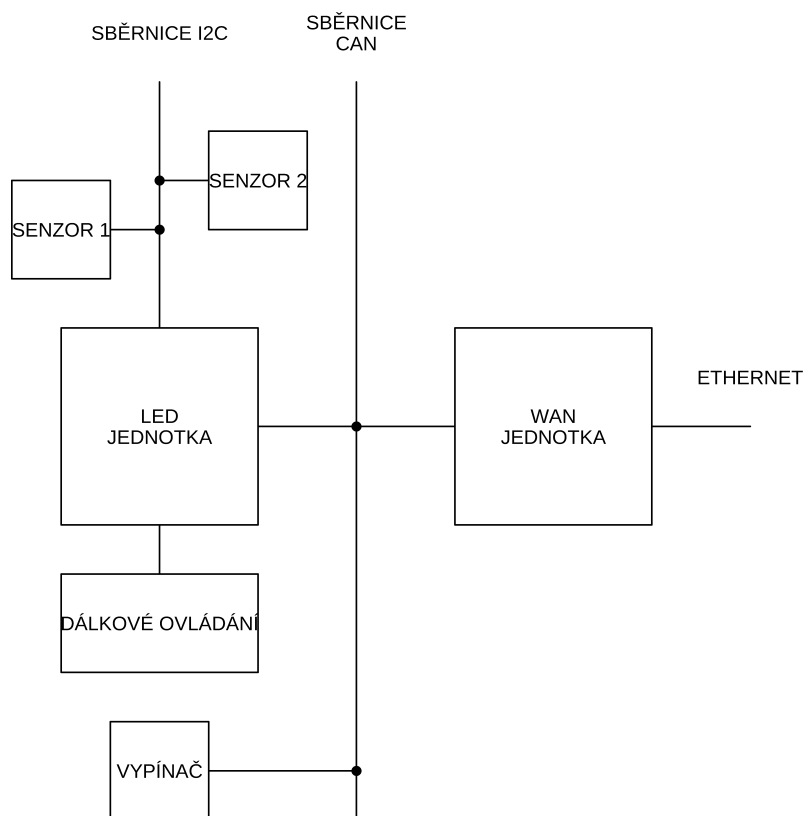 SBĚRNICE I2C
SBĚRNICE
CAN
SENZOR 2
SENZOR 1
ETHERNET
LED
JEDNOTKA
WAN
JEDNOTKA
DÁLKOVÉ OVLÁDÁNÍ
VYPÍNAČ